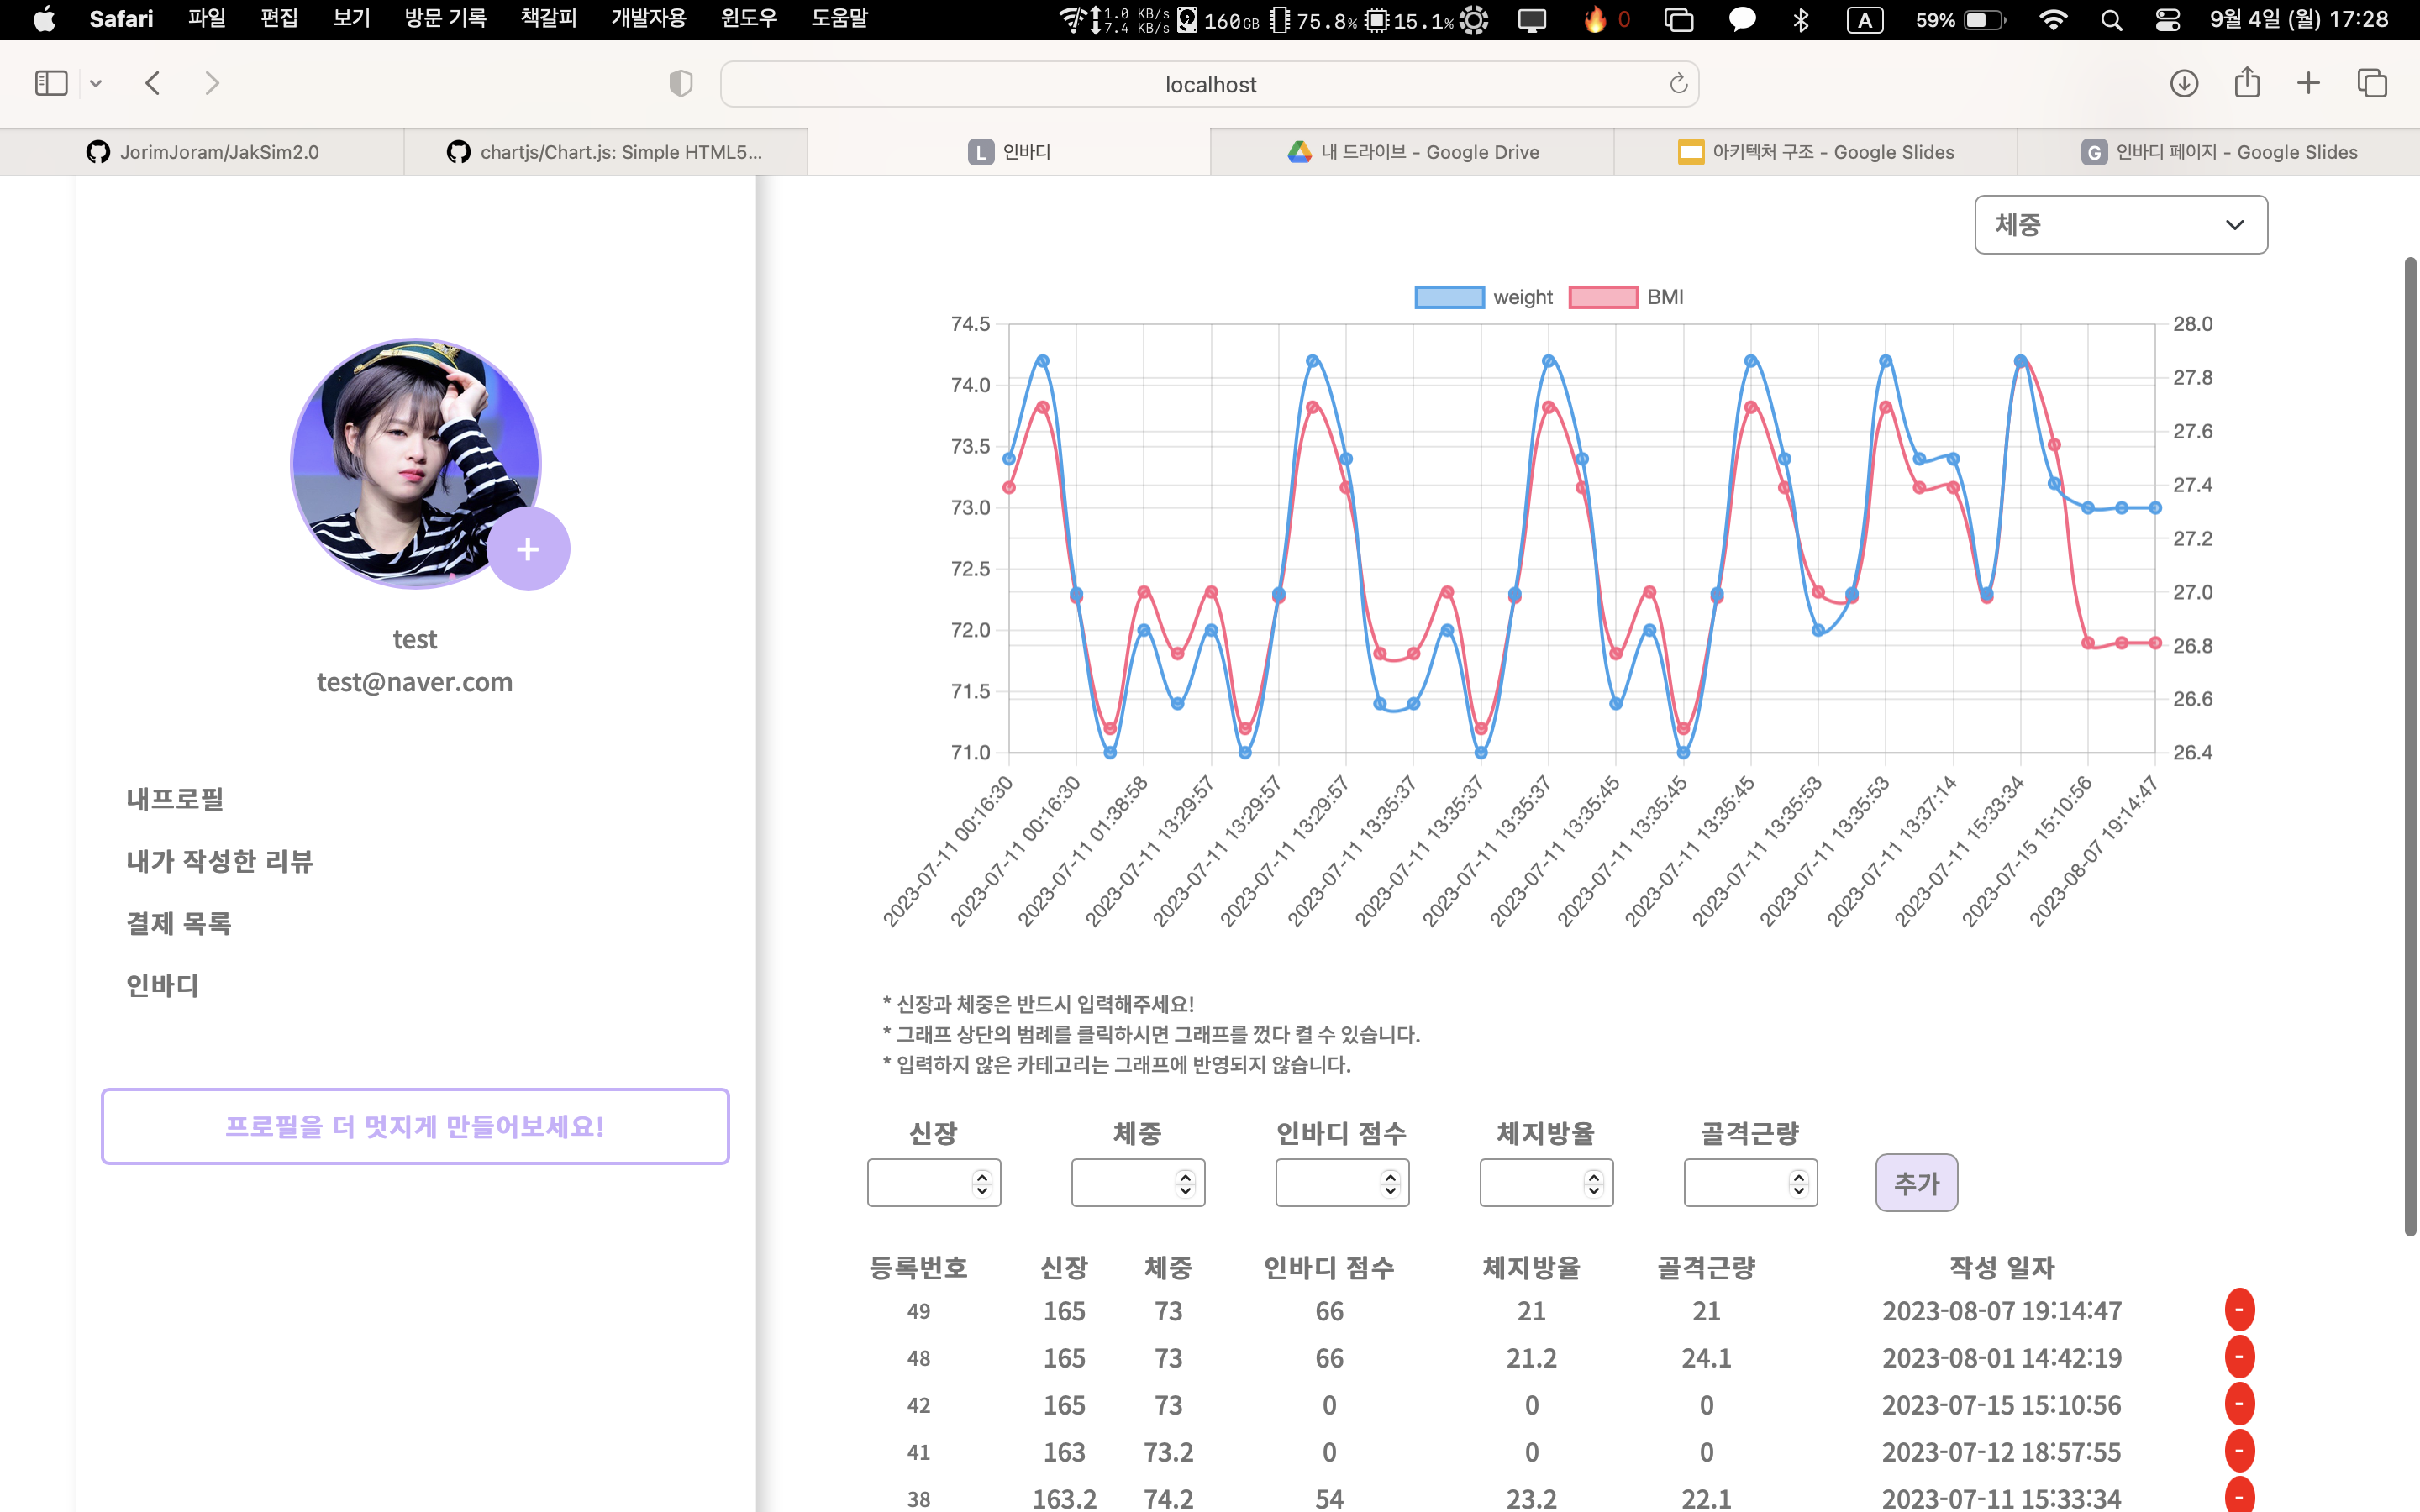 Safari 파일 편집 보기 방문 기록 책갈피 개발자용 윈도우 도움말 1.0 KB/s 7.4 KB/s 160GB 75.8% 15.1% 0 A 59% 9월 4일 (월) 17:28
localhost
JorimJoram/JakSim2.0 chartjs/Chart.js: Simple HTML5... L 인바디 내 드라이브 - Google Drive 아키텍처 구조 - Google Slides G 인바디 페이지 - Google Slides
+
test
test@naver.com
내프로필
내가 작성한 리뷰
결제 목록
인바디
프로필을 더 멋지게 만들어보세요!
체중
weight BMI
74.5 28.0
74.0 27.8
73.5 27.6
73.0 27.4
72.5 27.2
72.0 27.0
71.5 26.8
71.0 26.6
26.4
2023-07-11 00:16:30
2023-07-11 00:16:30
2023-07-11 01:38:58
2023-07-11 13:29:57
2023-07-11 13:29:57
2023-07-11 13:29:57
2023-07-11 13:35:37
2023-07-11 13:35:37
2023-07-11 13:35:37
2023-07-11 13:35:45
2023-07-11 13:35:45
2023-07-11 13:35:45
2023-07-11 13:35:53
2023-07-11 13:35:53
2023-07-11 13:37:14
2023-07-11 15:33:34
2023-07-15 15:10:56
2023-08-07 19:14:47
* 신장과 체중은 반드시 입력해주세요!
* 그래프 상단의 범례를 클릭하시면 그래프를 껐다 켤 수 있습니다.
* 입력하지 않은 카테고리는 그래프에 반영되지 않습니다.
신장 체중 인바디 점수 체지방율 골격근량
추가
등록번호 신장 체중 인바디 점수 체지방율 골격근량 작성 일자
49 165 73 66 21 21 2023-08-07 19:14:47 -
48 165 73 66 21.2 24.1 2023-08-01 14:42:19 -
42 165 73 0 0 0 2023-07-15 15:10:56 -
41 163 73.2 0 0 0 2023-07-12 18:57:55 -
38 163.2 74.2 54 23.2 22.1 2023-07-11 15:33:34 -